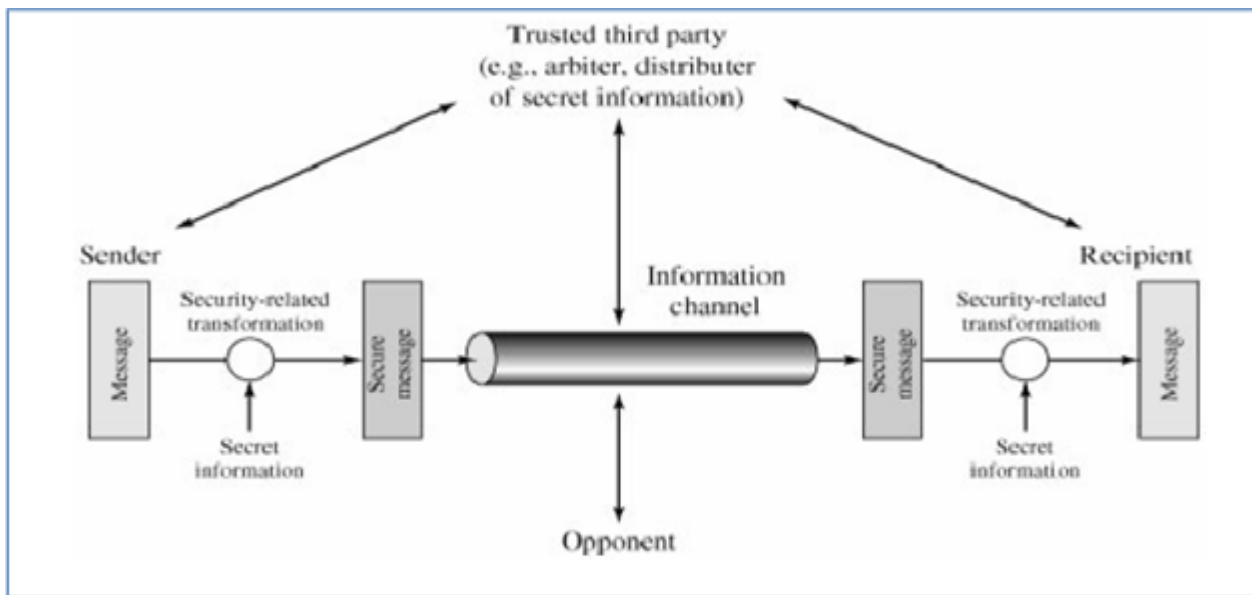 Trusted third party
(e.g., arbiter, distributer
of secret information)
Sender
Recipient
Information
channel
Security-related
transformation
Security-related
transformation
Message
Secure
message
Secure
message
Message
Secret
information
Secret
information
Opponent